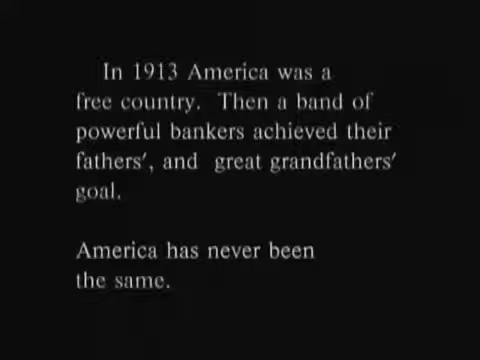 In 1913 America was a
free country. Then a band of
powerful bankers achieved their
fathers′, and great grandfathers′
goal.
America has never been
the same.